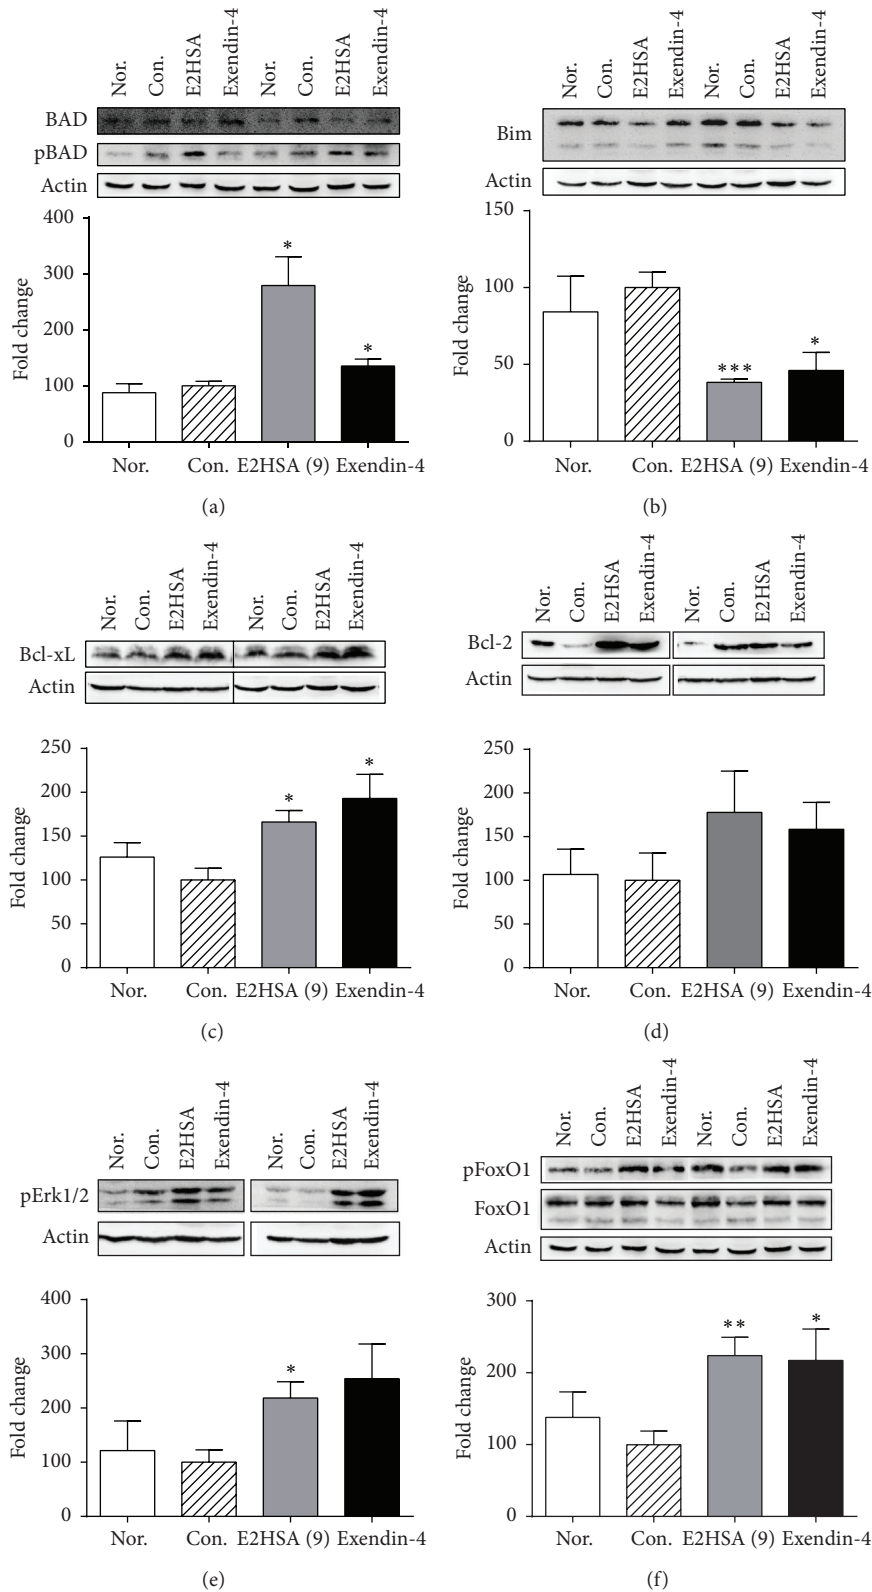 Nor. Con. E2HSA Exendin-4 Nor. Con. E2HSA Exendin-4
BAD
pBAD
Actin
400
300
200
100
0
Fold change
*
*
Nor. Con. E2HSA (9) Exendin-4
(a)
Nor. Con. E2HSA Exendin-4 Nor. Con. E2HSA Exendin-4
Bim
Actin
150
100
50
0
Fold change
***
*
Nor. Con. E2HSA (9) Exendin-4
(b)
Nor. Con. E2HSA Exendin-4 Nor. Con. E2HSA Exendin-4
Bcl-xL
Actin
250
200
150
100
50
0
Fold change
*
*
Nor. Con. E2HSA (9) Exendin-4
(c)
Nor. Con. E2HSA Exendin-4 Nor. Con. E2HSA Exendin-4
Bcl-2
Actin
250
200
150
100
50
0
Fold change
Nor. Con. E2HSA (9) Exendin-4
(d)
Nor. Con. E2HSA Exendin-4 Nor. Con. E2HSA Exendin-4
pErk1/2
Actin
400
300
200
100
0
Fold change
*
Nor. Con. E2HSA (9) Exendin-4
(e)
Nor. Con. E2HSA Exendin-4 Nor. Con. E2HSA Exendin-4
pFoxO1
FoxO1
Actin
300
200
100
0
Fold change
**
*
Nor. Con. E2HSA (9) Exendin-4
(f)